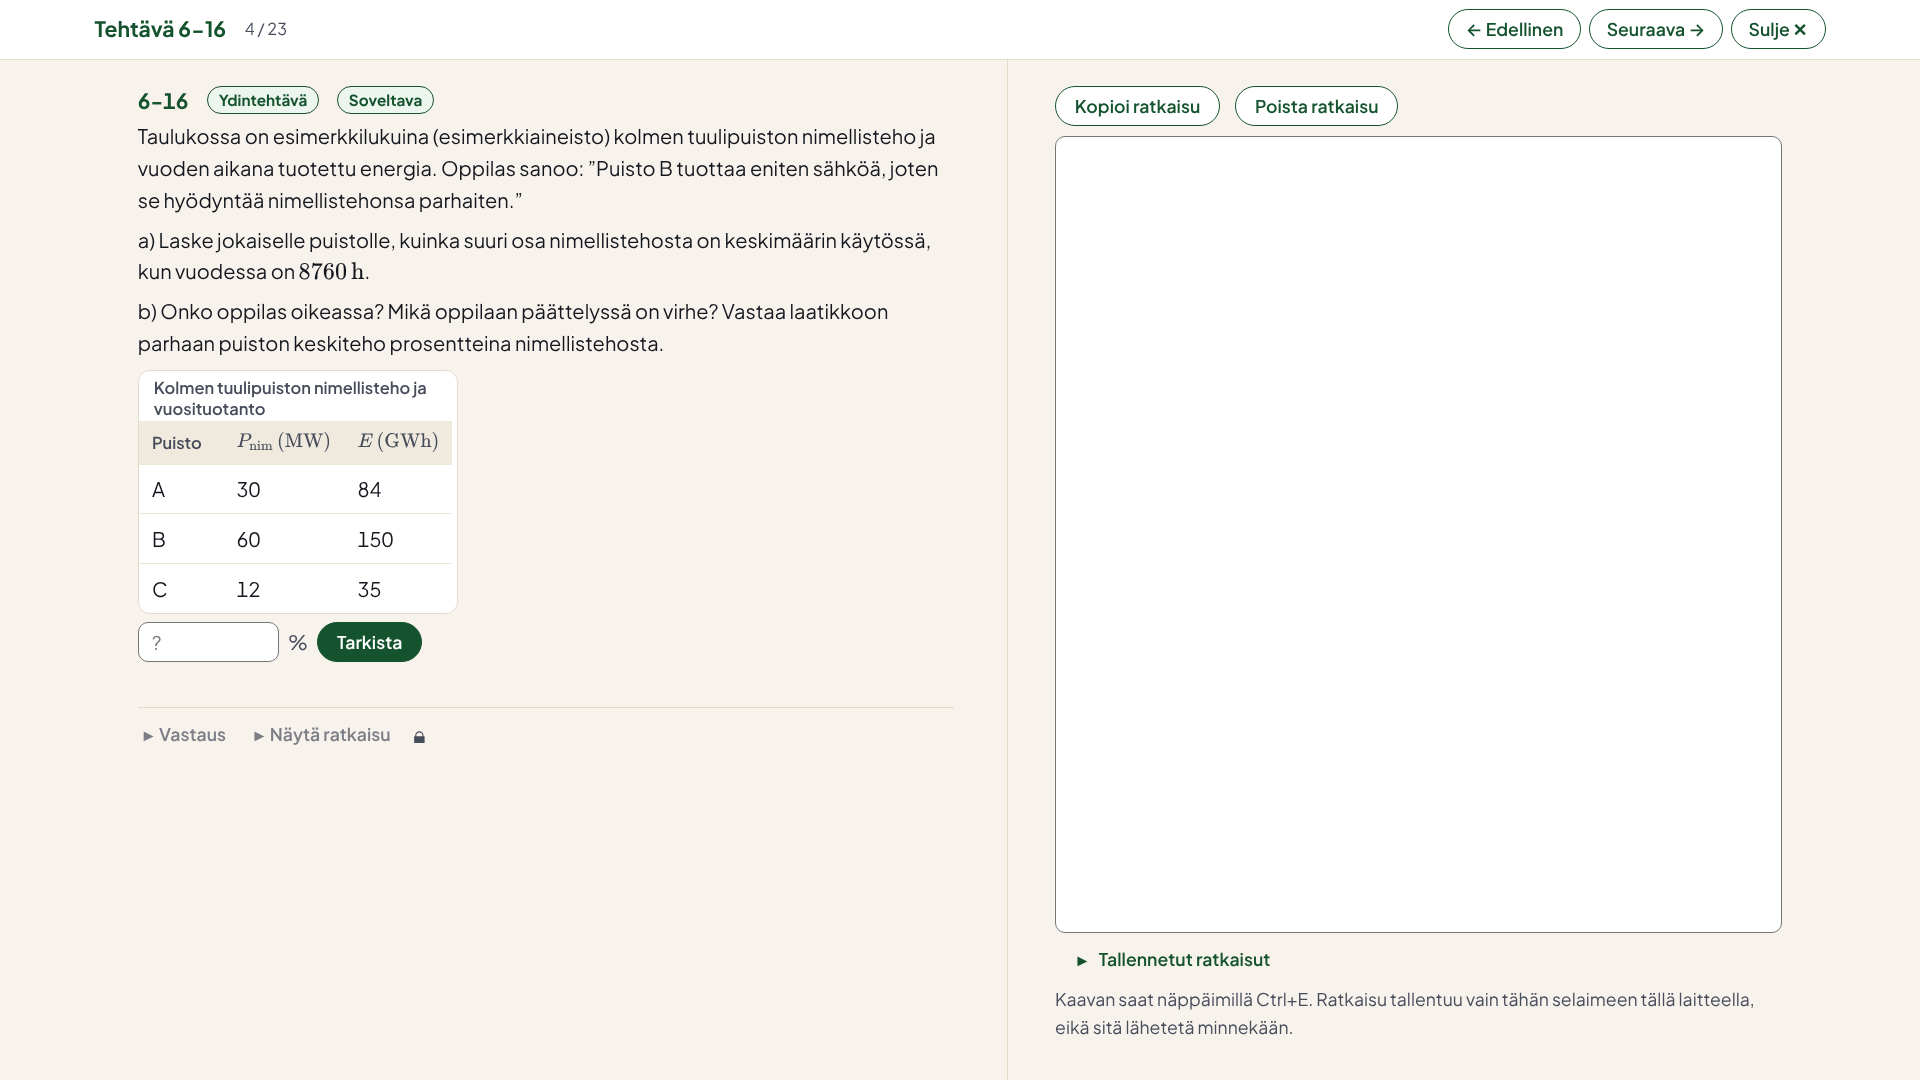 Tehtävä 6–16 4 / 23
← Edellinen Seuraava → Sulje ✕
6–16 Ydintehtävä Soveltava
Taulukossa on esimerkkilukuina (esimerkkiaineisto) kolmen tuulipuiston nimellisteho ja
vuoden aikana tuotettu energia. Oppilas sanoo: ”Puisto B tuottaa eniten sähköä, joten
se hyödyntää nimellistehonsa parhaiten.”
a) Laske jokaiselle puistolle, kuinka suuri osa nimellistehosta on keskimäärin käytössä,
kun vuodessa on 8760 h.
b) Onko oppilas oikeassa? Mikä oppilaan päättelyssä on virhe? Vastaa laatikkoon
parhaan puiston keskiteho prosentteina nimellistehosta.
Kolmen tuulipuiston nimellisteho ja
vuosituotanto
Puisto P_nim (MW) E (GWh)
A 30 84
B 60 150
C 12 35
? % Tarkista
▸ Vastaus ▸ Näytä ratkaisu
Kopioi ratkaisu Poista ratkaisu
▸ Tallennetut ratkaisut
Kaavan saat näppäimillä Ctrl+E. Ratkaisu tallentuu vain tähän selaimeen tällä laitteella,
eikä sitä lähetetä minnekään.